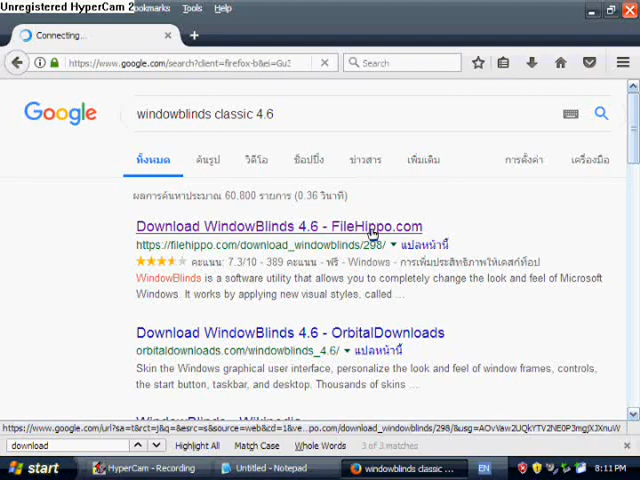 Unregistered HyperCam 2
ookmarks Tools Help
Connecting...
https://www.google.com/search?client=firefox-b&ei=Gu3
Search
Google
windowblinds classic 4.6
ทั้งหมด ค้นรูป วิดีโอ ช็อปปิ้ง ข่าวสาร เพิ่มเติม การตั้งค่า เครื่องมือ
ผลการค้นหาประมาณ 60,800 รายการ (0.36 วินาที)
Download WindowBlinds 4.6 - FileHippo.com
https://filehippo.com/download_windowblinds/298/ แปลหน้านี้
คะแนน: 7.3/10 - 389 คะแนน - ฟรี - Windows - การเพิ่มประสิทธิภาพให้เดสก์ท็อป
WindowBlinds is a software utility that allows you to completely change the look and feel of Microsoft
Windows. It works by applying new visual styles, called ...
Download WindowBlinds 4.6 - OrbitalDownloads
orbitaldownloads.com/windowblinds_4.6/ แปลหน้านี้
Skin the Windows graphical user interface, personalize the look and feel of window frames, controls,
the start button, taskbar, and desktop. Thousands of skins ...
WindowBlinds - Wikipedia
https://www.google.com/url?sa=t&rct=j&q=&esrc=s&source=web&cd=1&ve...po.com/download_windowblinds/298/&usg=AOvVaw2UQkYTV2NE0P3mgJXJXnuW
download Highlight All Match Case Whole Words 3 of 3 matches
start HyperCam - Recording Untitled - Notepad windowblinds classic ... EN 8:11 PM